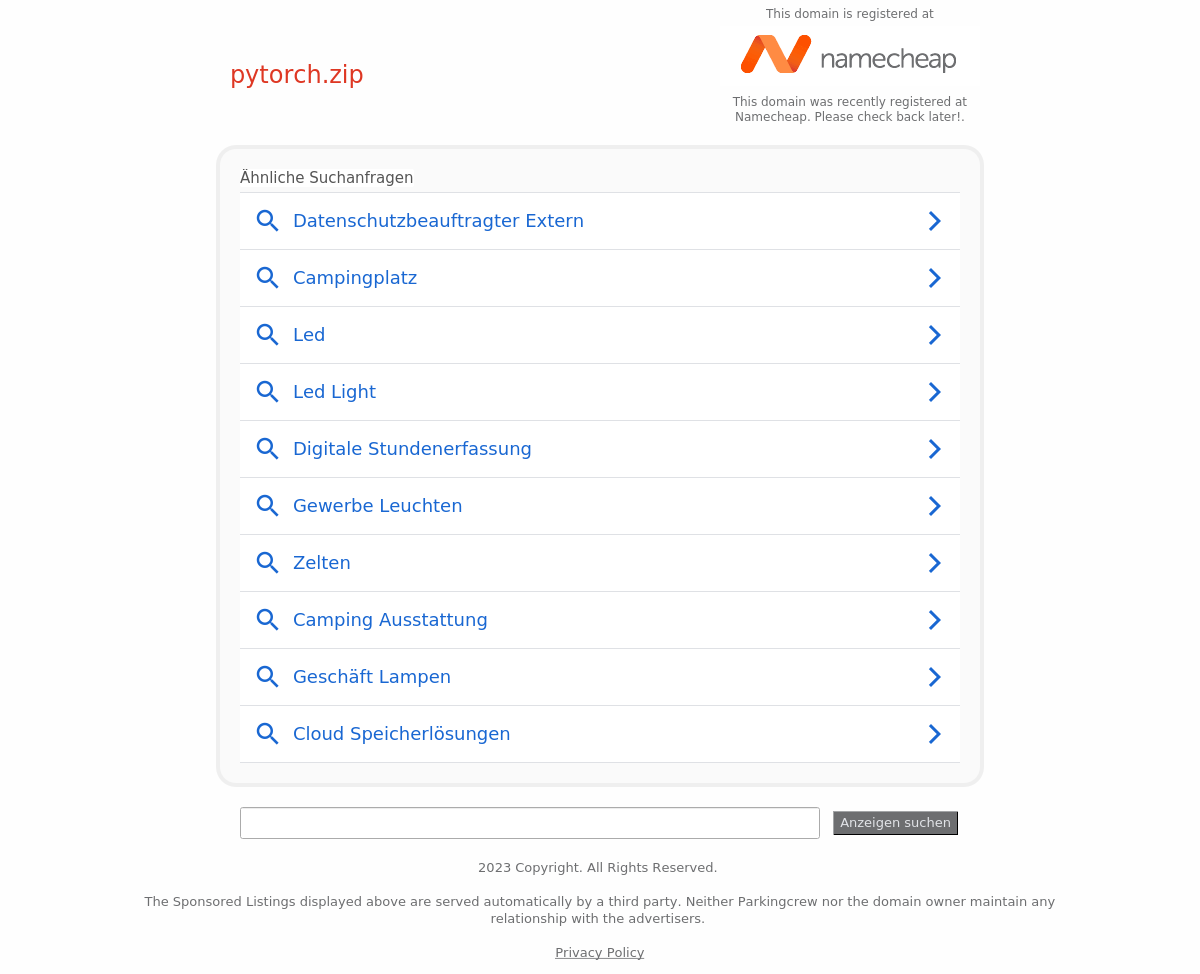 This domain is registered at
namecheap
pytorch.zip
This domain was recently registered at
Namecheap. Please check back later!.
Ähnliche Suchanfragen
Datenschutzbeauftragter Extern
Campingplatz
Led
Led Light
Digitale Stundenerfassung
Gewerbe Leuchten
Zelten
Camping Ausstattung
Geschäft Lampen
Cloud Speicherlösungen
Anzeigen suchen
2023 Copyright. All Rights Reserved.
The Sponsored Listings displayed above are served automatically by a third party. Neither Parkingcrew nor the domain owner maintain any
relationship with the advertisers.
Privacy Policy